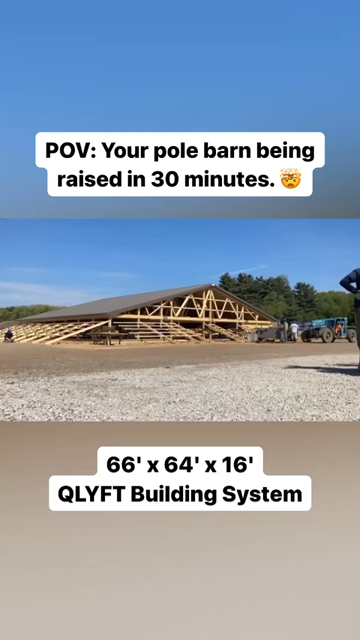 POV: Your pole barn being
raised in 30 minutes. 🤯
66' x 64' x 16'
QLYFT Building System